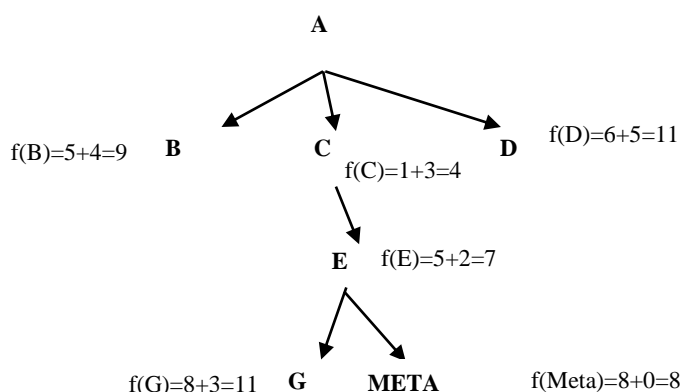 A
f(B)=5+4=9 B C D f(D)=6+5=11
f(C)=1+3=4
E f(E)=5+2=7
f(G)=8+3=11 G META f(Meta)=8+0=8